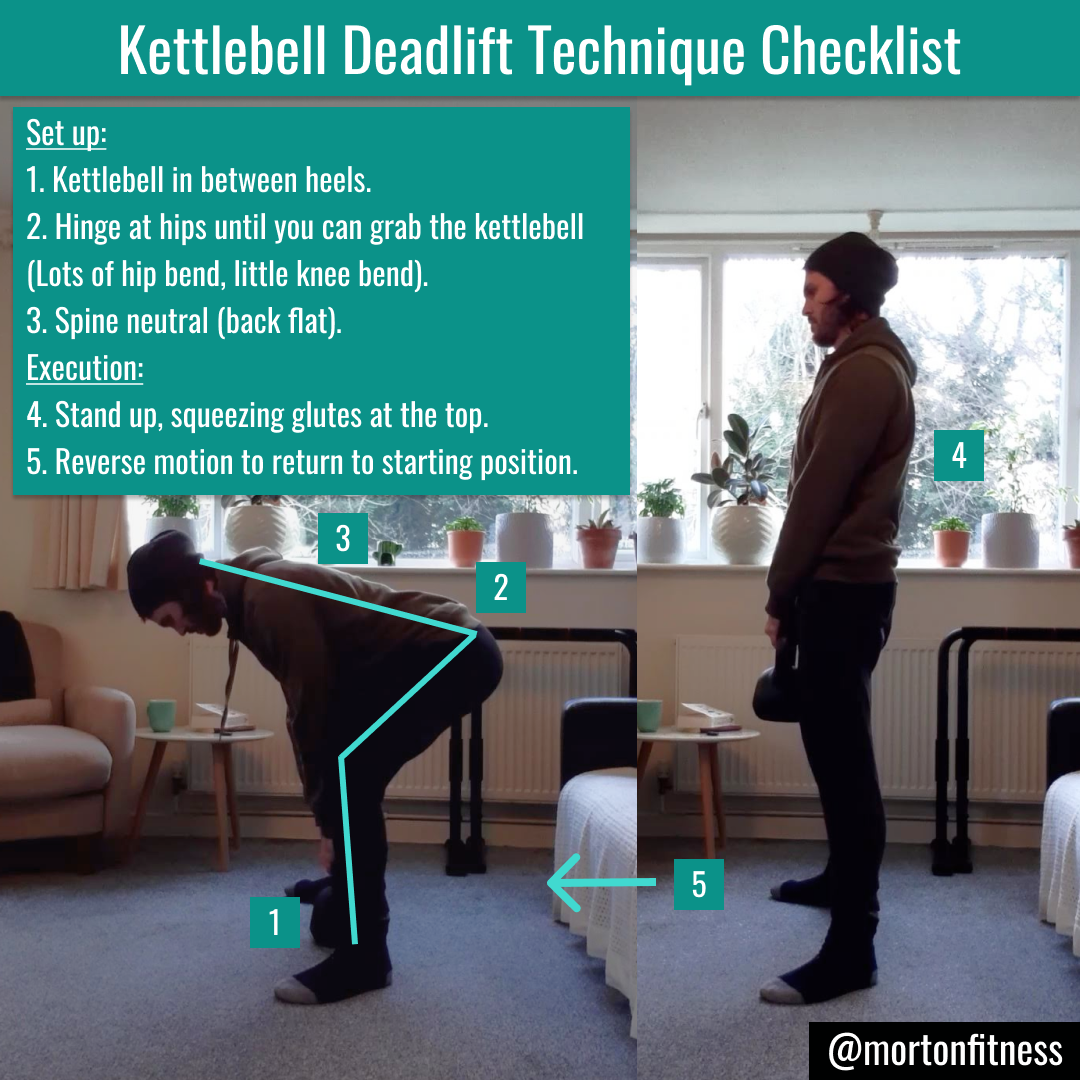 Kettlebell Deadlift Technique Checklist
Set up:
1. Kettlebell in between heels.
2. Hinge at hips until you can grab the kettlebell
(Lots of hip bend, little knee bend).
3. Spine neutral (back flat).
Execution:
4. Stand up, squeezing glutes at the top.
5. Reverse motion to return to starting position.
4
3
2
5
1
@mortonfitness